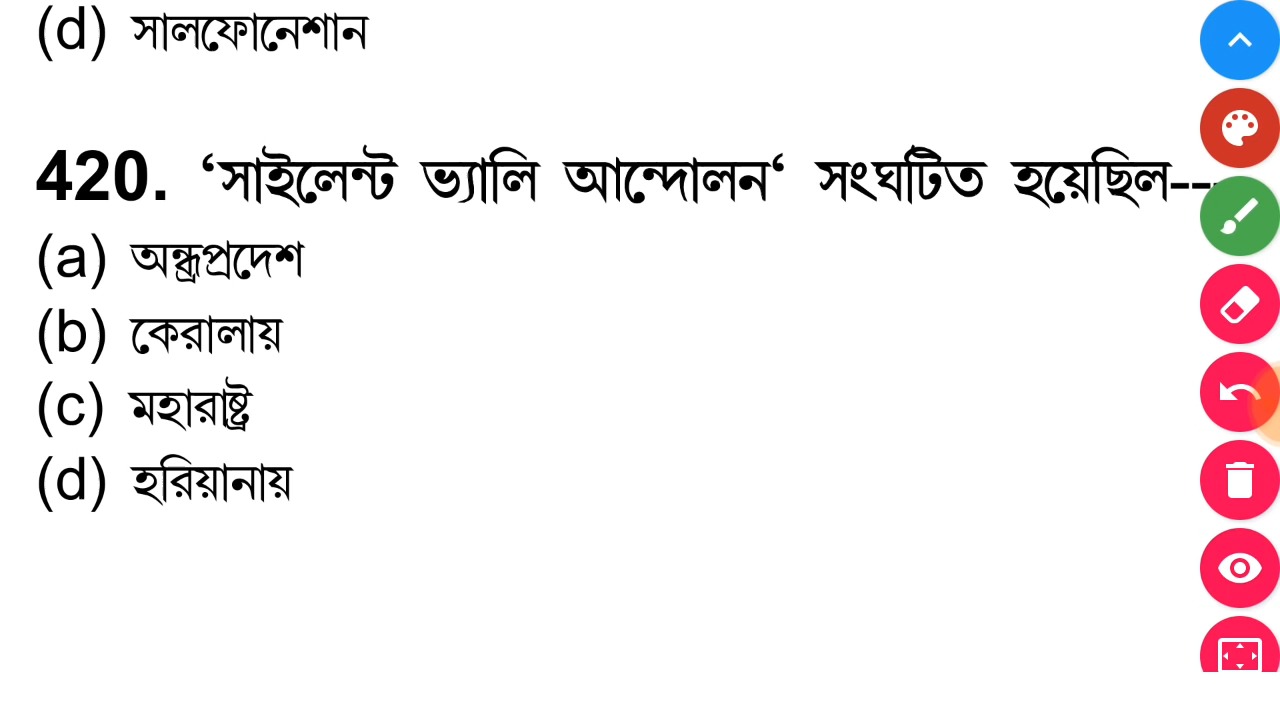 (d) সালফোনেশান
420. ‘সাইলেন্ট ভ্যালি আন্দোলন‘ সংঘটিত হয়েছিল---
(a) অন্ধ্রপ্রদেশ
(b) কেরালায়
(c) মহারাষ্ট্র
(d) হরিয়ানায়